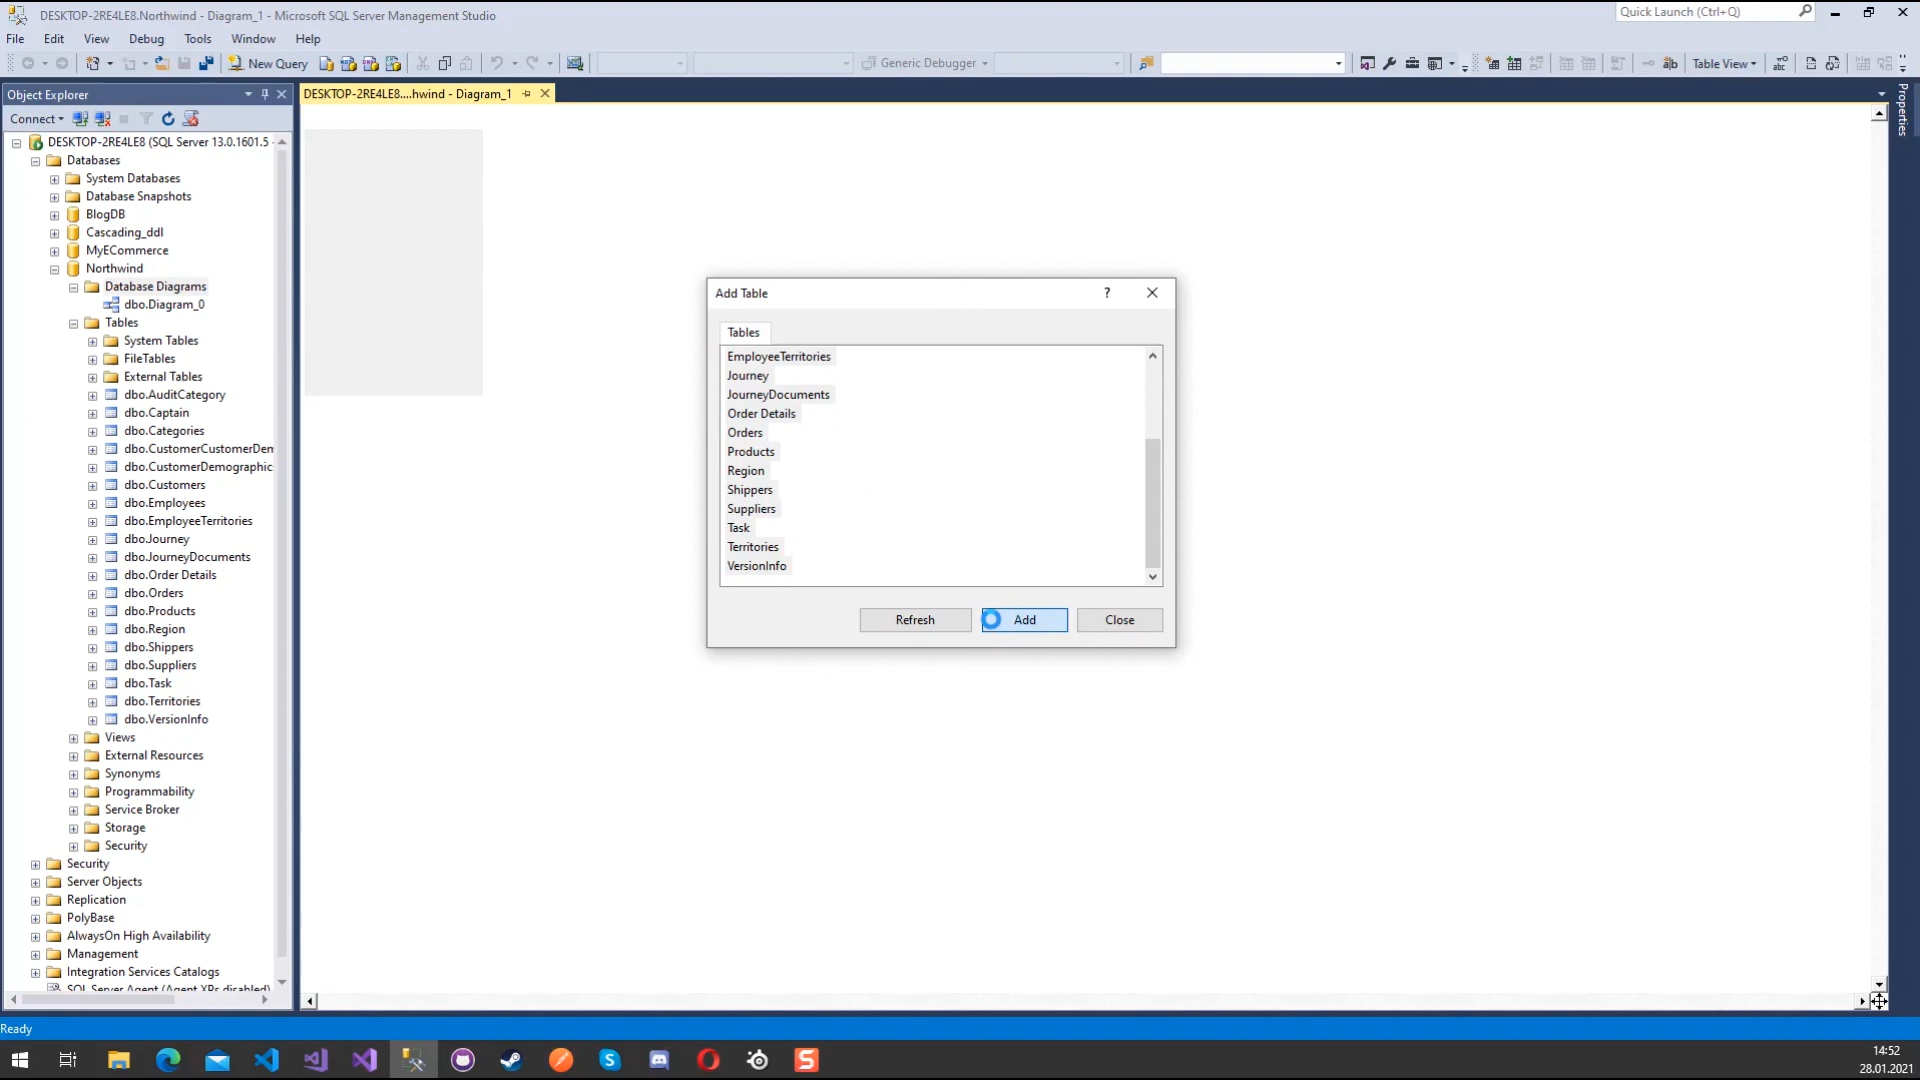 DESKTOP-2RE4LE8.Northwind - Diagram_1 - Microsoft SQL Server Management Studio
Quick Launch (Ctrl+Q)
File Edit View Debug Tools Window Help
New Query
Generic Debugger
Table View
Object Explorer
DESKTOP-2RE4LE8....hwind - Diagram_1
Properties
Connect
DESKTOP-2RE4LE8 (SQL Server 13.0.1601.5 -
Databases
System Databases
Database Snapshots
BlogDB
Cascading_ddl
MyECommerce
Northwind
Database Diagrams
dbo.Diagram_0
Tables
System Tables
FileTables
External Tables
dbo.AuditCategory
dbo.Captain
dbo.Categories
dbo.CustomerCustomerDem
dbo.CustomerDemographic
dbo.Customers
dbo.Employees
dbo.EmployeeTerritories
dbo.Journey
dbo.JourneyDocuments
dbo.Order Details
dbo.Orders
dbo.Products
dbo.Region
dbo.Shippers
dbo.Suppliers
dbo.Task
dbo.Territories
dbo.VersionInfo
Views
External Resources
Synonyms
Programmability
Service Broker
Storage
Security
Security
Server Objects
Replication
PolyBase
AlwaysOn High Availability
Management
Integration Services Catalogs
SQL Server Agent (Agent XPs disabled)
Add Table
?
Tables
EmployeeTerritories
Journey
JourneyDocuments
Order Details
Orders
Products
Region
Shippers
Suppliers
Task
Territories
VersionInfo
Refresh Add Close
Ready
14:52
28.01.2021